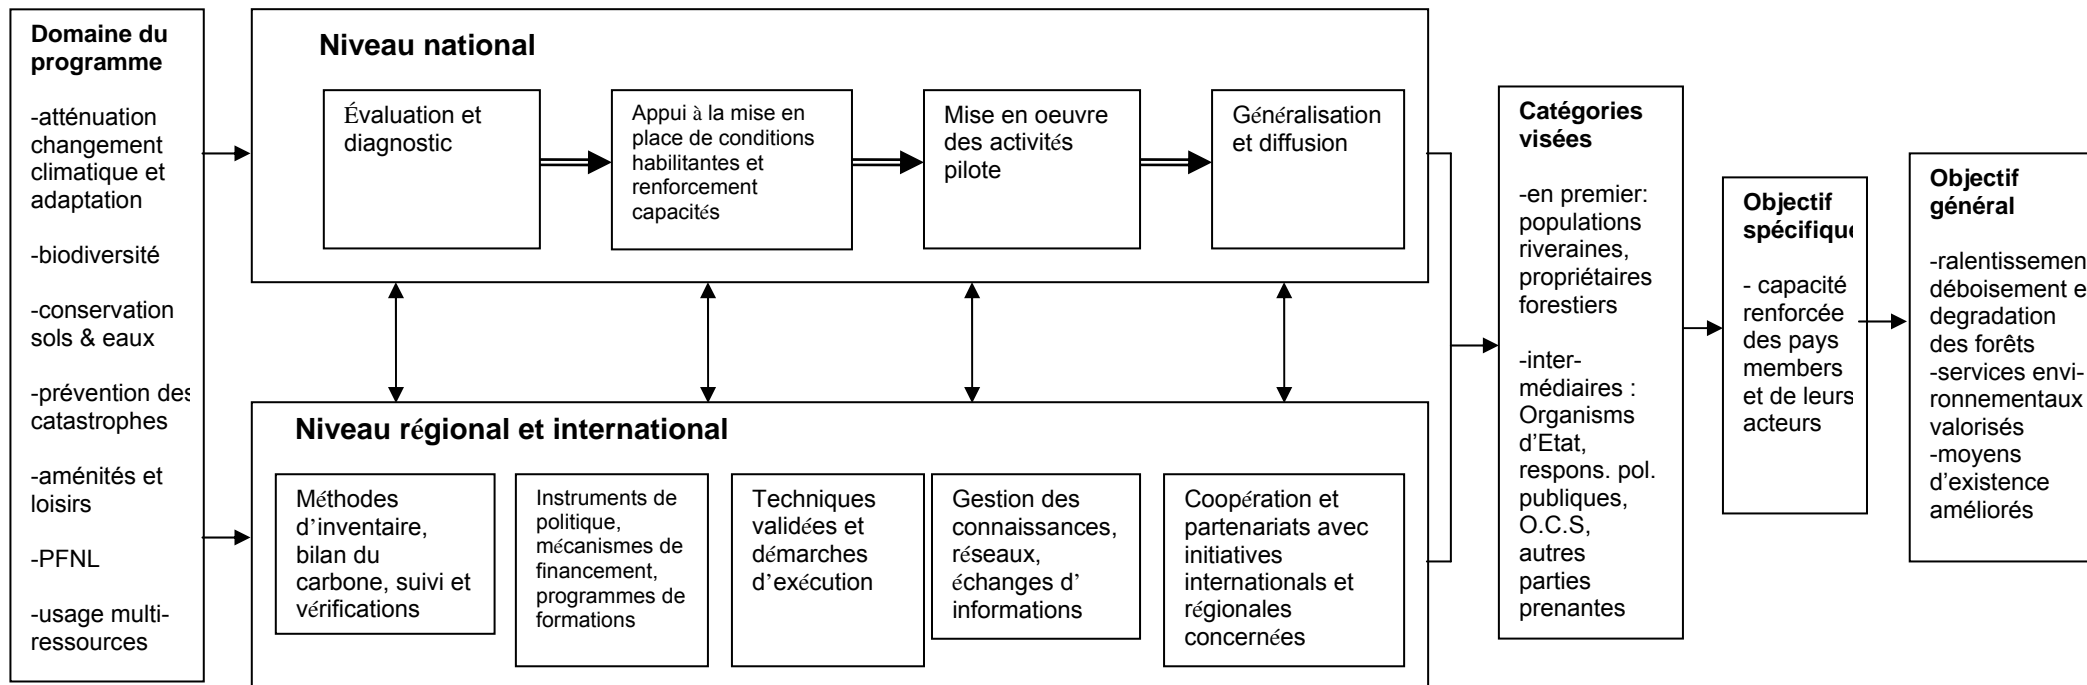 Domaine du
programme
-atténuation
changement
climatique et
adaptation
-biodiversité
-conservation
sols & eaux
-prévention des
catastrophes
-aménités et
loisirs
-PFNL
-usage multi-
ressources
Niveau national
Évaluation et
diagnostic
Appui à la mise en
place de conditions
habilitantes et
renforcement
capacités
Mise en oeuvre
des activités
pilote
Généralisation
et diffusion
Niveau régional et international
Méthodes
d’inventaire,
bilan du
carbone, suivi et
vérifications
Instruments de
politique,
mécanismes de
financement,
programmes de
formations
Techniques
validées et
démarches
d’exécution
Gestion des
connaissances,
réseaux,
échanges d’
informations
Coopération et
partenariats avec
initiatives
internationals et
régionales
concernées
Catégories
visées
-en premier:
populations
riveraines,
propriétaires
forestiers
-inter-
médiaires :
Organisms
d’Etat,
respons. pol.
publiques,
O.C.S,
autres
parties
prenantes
Objectif
spécifique
- capacité
renforcée
des pays
members
et de leurs
acteurs
Objectif
général
-ralentissemen
déboisement e
degradation
des forêts
-services envi-
ronnementaux
valorisés
-moyens
d’existence
améliorés